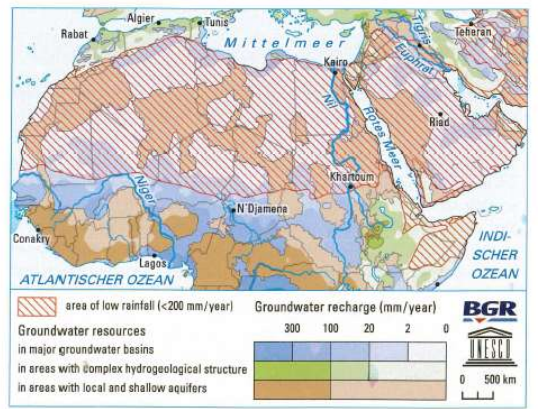 Algier
Tunis
Rabat
Mittelmeer
Tigris
Teheran
Euphrat
Kairo
Nil
Rotes Meer
Riad
Khartoum
Niger
N'Djamena
Conakry
Lagos
INDI-
SCHER
OZEAN
ATLANTISCHER OZEAN
area of low rainfall (<200 mm/year)
Groundwater recharge (mm/year)
BGR
Groundwater resources
300 100 20 2 0
in major groundwater basins
in areas with complex hydrogeological structure
in areas with local and shallow aquifers
UNESCO
0 500 km